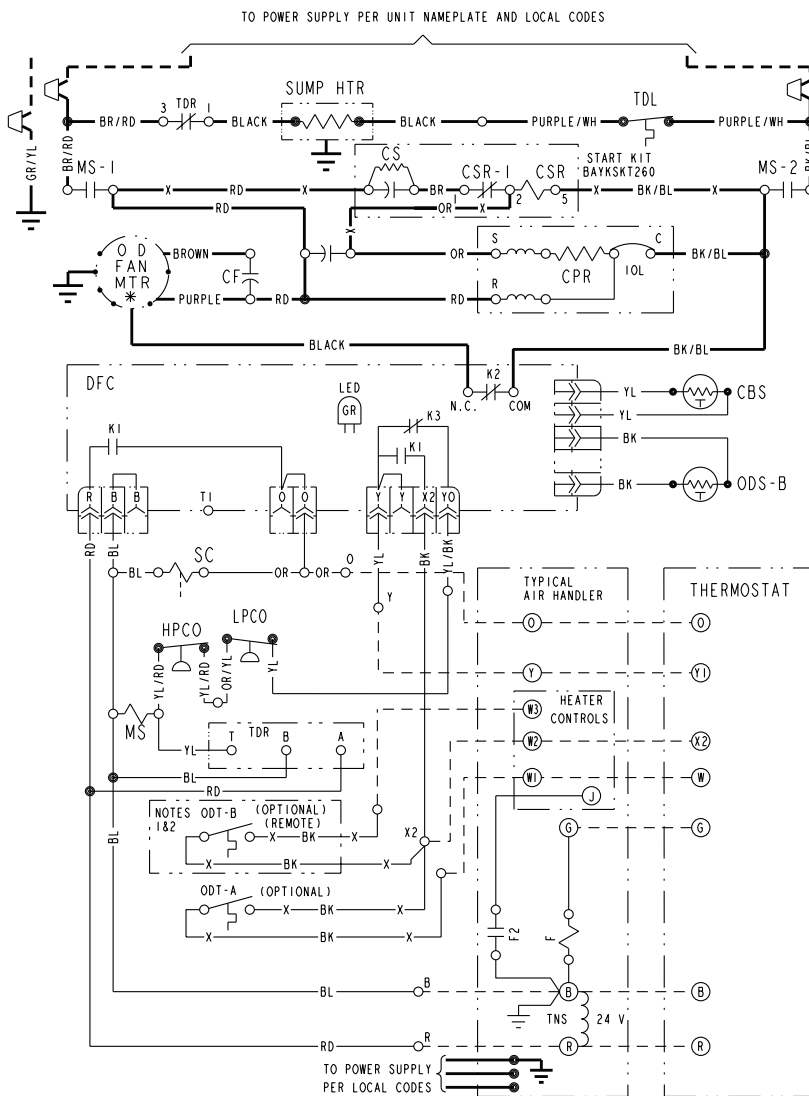 TO POWER SUPPLY PER UNIT NAMEPLATE AND LOCAL CODES
SUMP HTR
TDR
3 1
TDL
BR/RD BLACK BLACK PURPLE/WH PURPLE/WH
GR/YL
BR/RD
BK/BL
MS-1
CS
CSR-1 CSR
START KIT
BAYKSKT260
MS-2
X RD X BR 1 2 5 X BK/BL X
RD OR X
X
O D
FAN
MTR
*
BROWN
CF
PURPLE RD
OR S C
CPR
IOL
BK/BL
RD R
BLACK
BK/BL
DFC
LED
GR
K2
N.C. COM
YL CBS
YL
BK
BK ODS-B
K1
K3
K1
R B B T1 O O Y Y X2 YO
RD BL YL BK YL/BK
BL SC OR OR O
Y
HPCO LPCO
YL/RD YL/RD OR/YL YL
MS
TDR
T B A
YL
BL
RD
BL
NOTES
1&2
ODT-B (OPTIONAL)
(REMOTE)
X BK X
X BK X
X2
ODT-A (OPTIONAL)
X BK X
X BK X
TYPICAL
AIR HANDLER
THERMOSTAT
O O
Y Y1
HEATER
CONTROLS
W3
W2 X2
W1 W
J
G G
F2 F
BL B B B
TNS 24 V
RD R R R
TO POWER SUPPLY
PER LOCAL CODES